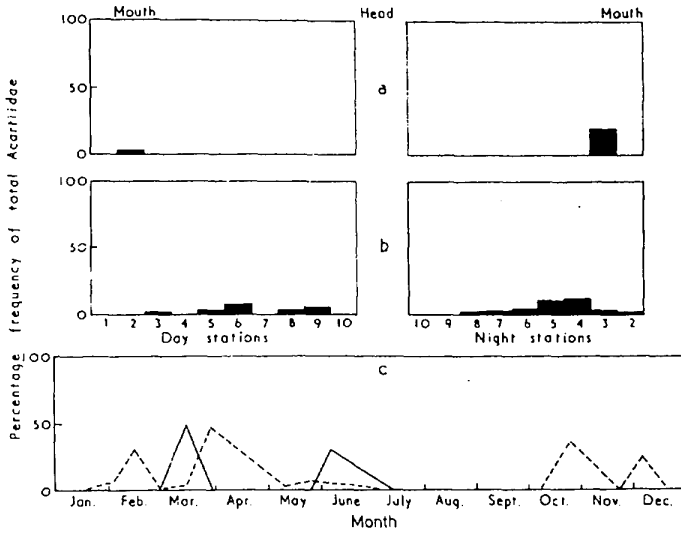 Mouth Head Mouth
100
a
50
0
100
b
50
0
1 2 3 4 5 6 7 8 9 10
10 9 8 7 6 5 4 3 2
Day stations Night stations
Percentage frequency of total Acartiidae
100
c
50
0
Jan. Feb. Mar. Apr. May June July Aug. Sept. Oct. Nov. Dec.
Month